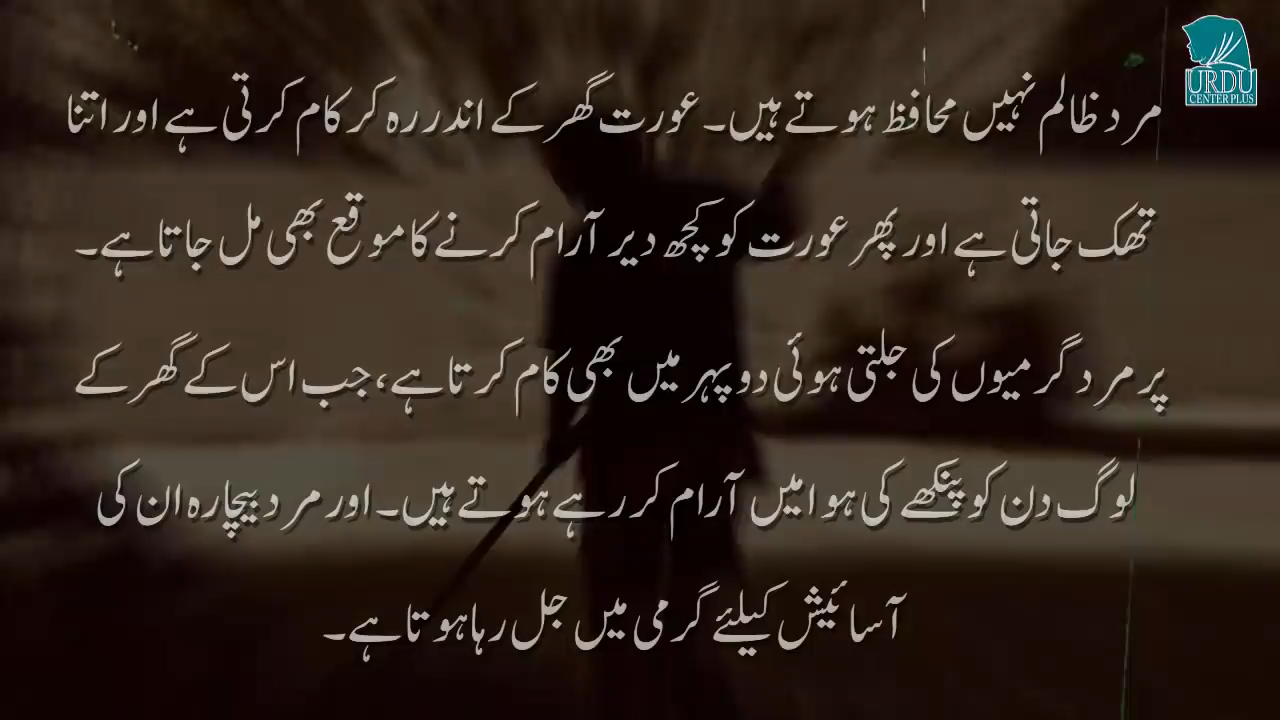 URDU
CENTER PLUS
مرد ظالم نہیں محافظ ہوتے ہیں۔ عورت گھر کے اندر رہ کر کام کرتی ہے اور اتنا
تھک جاتی ہے اور پھر عورت کو کچھ دیر آرام کرنے کا موقع بھی مل جاتا ہے۔
پر مرد گرمیوں کی جلتی ہوئی دوپہر میں بھی کام کرتا ہے، جب اس کے گھر کے
لوگ دن کو پنکھے کی ہوا میں آرام کر رہے ہوتے ہیں۔ اور مرد بیچارہ ان کی
آسائیش کیلئے گرمی میں جل رہا ہوتا ہے۔